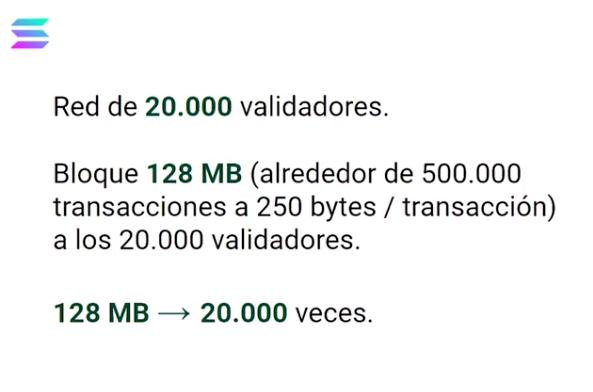 Red de 20.000 validadores.
Bloque 128 MB (alrededor de 500.000
transacciones a 250 bytes / transacción)
a los 20.000 validadores.
128 MB → 20.000 veces.